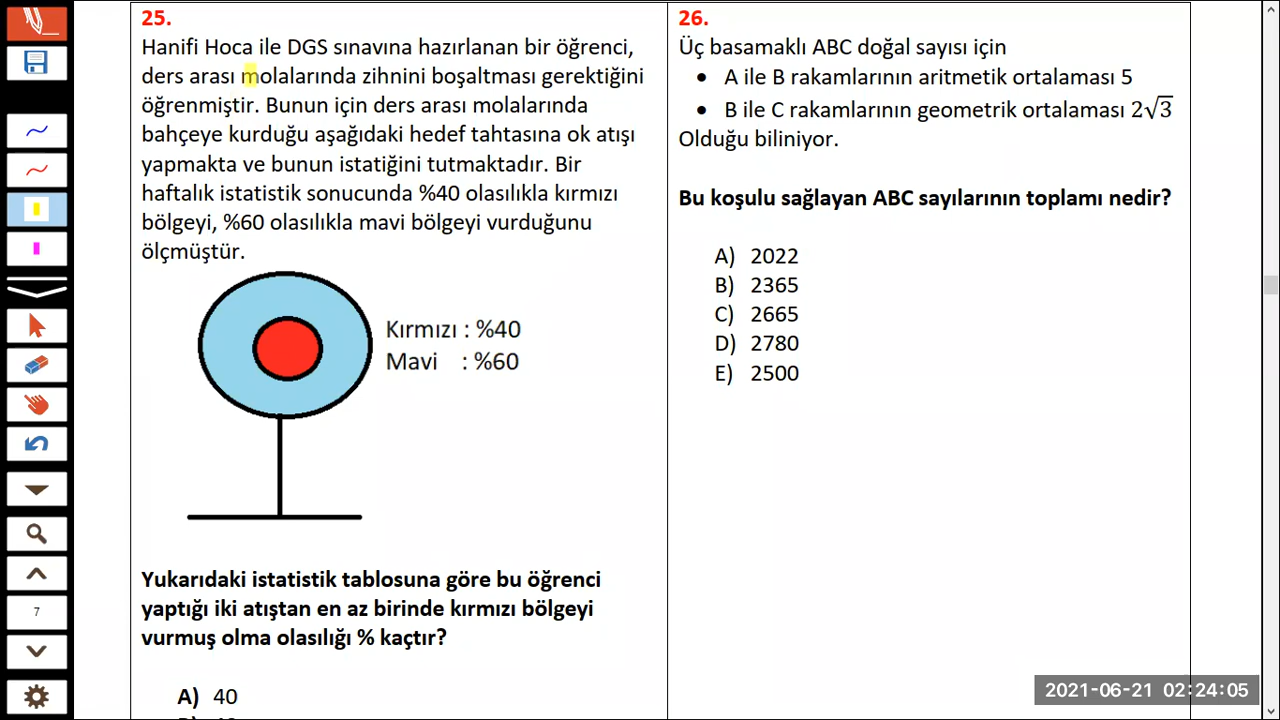 25.
Hanifi Hoca ile DGS sınavına hazırlanan bir öğrenci,
ders arası molalarında zihnini boşaltması gerektiğini
öğrenmiştir. Bunun için ders arası molalarında
bahçeye kurduğu aşağıdaki hedef tahtasına ok atışı
yapmakta ve bunun istatiğini tutmaktadır. Bir
haftalık istatistik sonucunda %40 olasılıkla kırmızı
bölgeyi, %60 olasılıkla mavi bölgeyi vurduğunu
ölçmüştür.
Kırmızı : %40
Mavi : %60
Yukarıdaki istatistik tablosuna göre bu öğrenci
yaptığı iki atıştan en az birinde kırmızı bölgeyi
vurmuş olma olasılığı % kaçtır?
A) 40
26.
Üç basamaklı ABC doğal sayısı için
• A ile B rakamlarının aritmetik ortalaması 5
• B ile C rakamlarının geometrik ortalaması 2√3
Olduğu biliniyor.
Bu koşulu sağlayan ABC sayılarının toplamı nedir?
A) 2022
B) 2365
C) 2665
D) 2780
E) 2500
7
2021-06-21 02:24:05